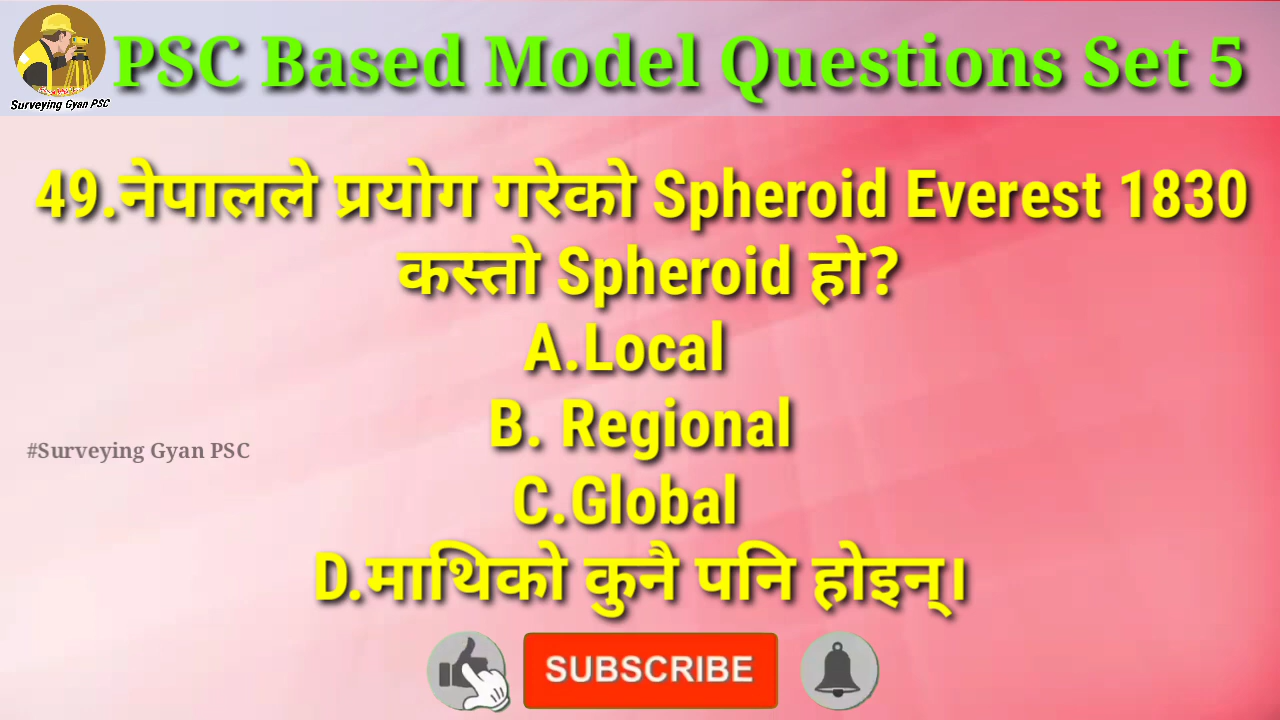 PSC Based Model Questions Set 5
Surveying Gyan PSC
49.नेपालले प्रयोग गरेको Spheroid Everest 1830
कस्तो Spheroid हो?
A.Local
B. Regional
#Surveying Gyan PSC
C.Global
D.माथिको कुनै पनि होइन्।
SUBSCRIBE